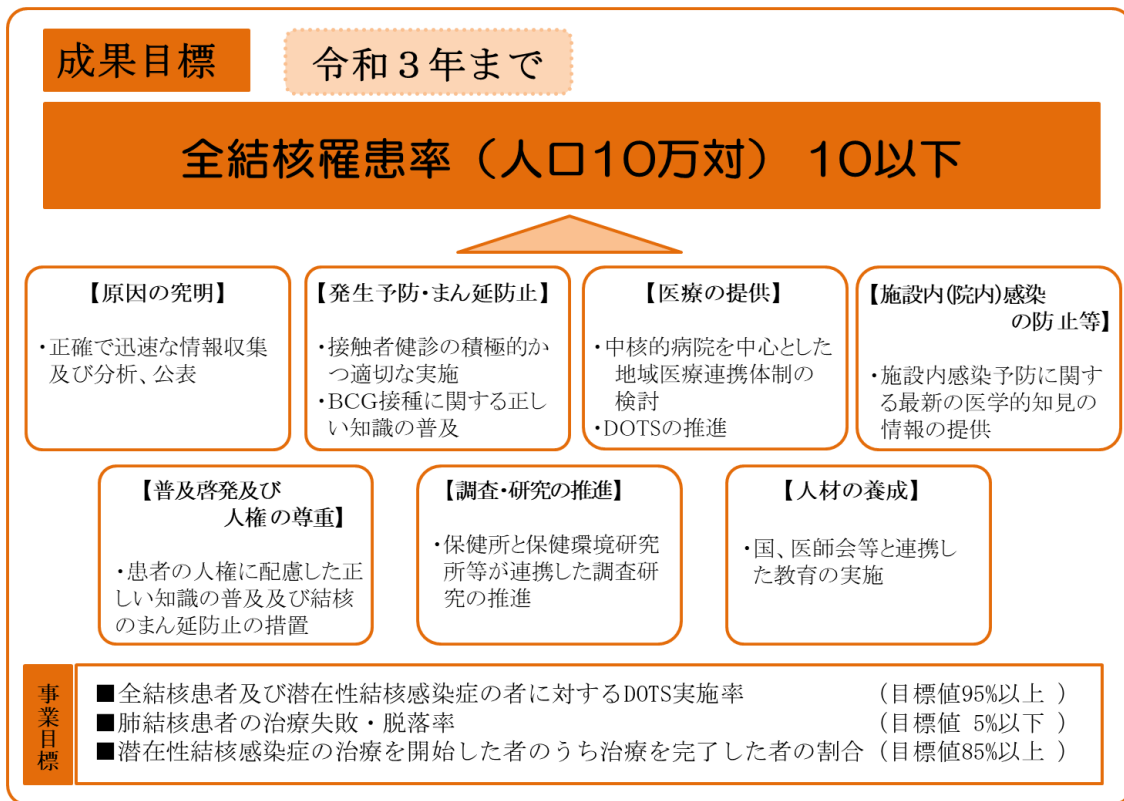 成果目標
令和３年まで
全結核罹患率（人口10万対） 10以下
【原因の究明】
・正確で迅速な情報収集
及び分析、公表
【発生予防・まん延防止】
・接触者健診の積極的か
つ適切な実施
・BCG接種に関する正し
い知識の普及
【医療の提供】
・中核的病院を中心とした
地域医療連携体制の
検討
・DOTSの推進
【施設内(院内)感染
の防止等】
・施設内感染予防に関す
る最新の医学的知見の
情報の提供
【普及啓発及び
人権の尊重】
・患者の人権に配慮した正
しい知識の普及及び結核
のまん延防止の措置
【調査・研究の推進】
・保健所と保健環境研究
所等が連携した調査研
究の推進
【人材の養成】
・国、医師会等と連携し
た教育の実施
事業目標
■全結核患者及び潜在性結核感染症の者に対するDOTS実施率 （目標値95%以上 ）
■肺結核患者の治療失敗・脱落率 （目標値 5%以下 ）
■潜在性結核感染症の治療を開始した者のうち治療を完了した者の割合 （目標値85%以上 ）